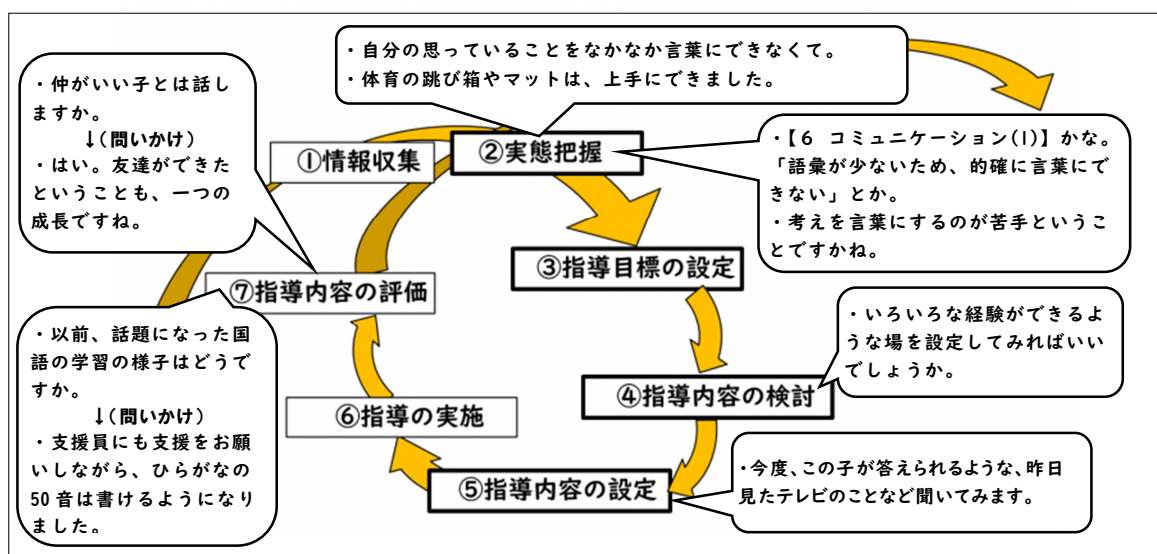 ・自分の思っていることをなかなか言葉にできなくて。
・体育の跳び箱やマットは、上手にできました。
・仲がいい子とは話し
ますか。
↓(問いかけ)
・はい。友達ができた
ということも、一つの
成長ですね。
①情報収集
②実態把握
・【6 コミュニケーション(1)】かな。
「語彙が少ないため、的確に言葉にで
きない」とか。
・考えを言葉にするのが苦手というこ
とですかね。
③指導目標の設定
⑦指導内容の評価
・以前、話題になった国
語の学習の様子はどうで
すか。
↓(問いかけ)
・支援員にも支援をお願
いしながら、ひらがなの
50音は書けるようになり
ました。
・いろいろな経験ができるよ
うな場を設定してみればいい
でしょうか。
④指導内容の検討
⑥指導の実施
⑤指導内容の設定
・今度、この子が答えられるような、昨日
見たテレビのことなど聞いてみます。